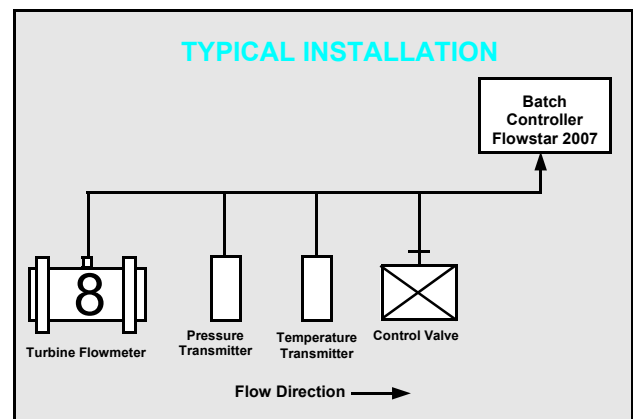 TYPICAL INSTALLATION
Batch
Controller
Flowstar 2007
8
Turbine Flowmeter
Pressure
Transmitter
Temperature
Transmitter
Control Valve
Flow Direction